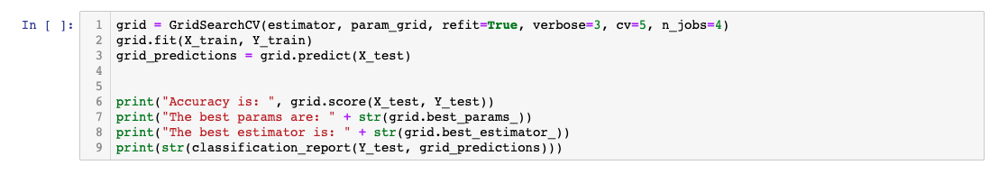 In [ ]:
1 grid = GridSearchCV(estimator, param_grid, refit=True, verbose=3, cv=5, n_jobs=4)
2 grid.fit(X_train, Y_train)
3 grid_predictions = grid.predict(X_test)
4
5
6 print("Accuracy is: ", grid.score(X_test, Y_test))
7 print("The best params are: " + str(grid.best_params_))
8 print("The best estimator is: " + str(grid.best_estimator_))
9 print(str(classification_report(Y_test, grid_predictions)))